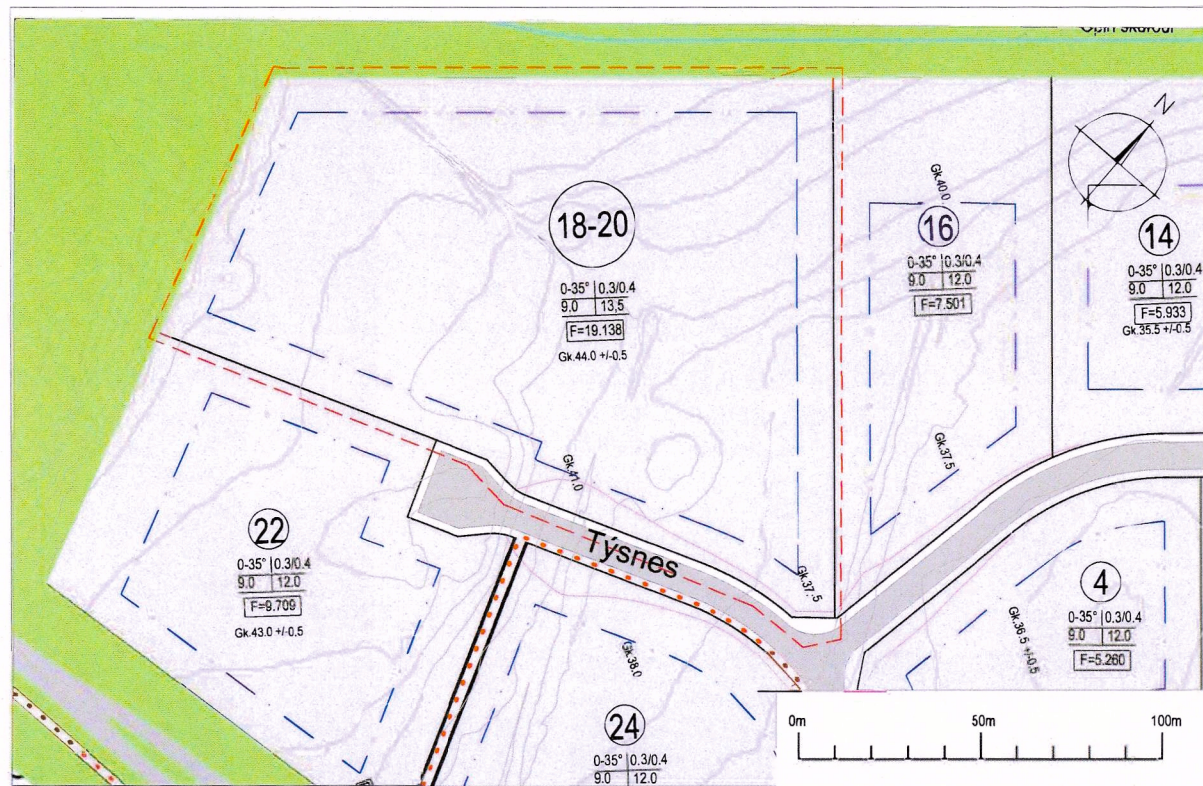 N
18-20
0-35° 0.3/0.4
9.0 13,5
F=19.138
Gk.44.0 +/-0.5
Gk.40.0
16
0-35° 0.3/0.4
9.0 12.0
F=7.501
14
0-35° 0.3/0.4
9.0 12.0
F=5.933
Gk.35.5 +/-0.5
Gk.41.0
Gk.37.5
Týsnes
Gk.37.5
22
0-35° 0.3/0.4
9.0 12.0
F=9.709
Gk.43.0 +/-0.5
4
0-35° 0.3/0.4
9.0 12.0
F=5.260
Gk.36.5 +/-0.5
Gk.38.0
24
0-35° 0.3/0.4
9.0 12.0
0m 50m 100m